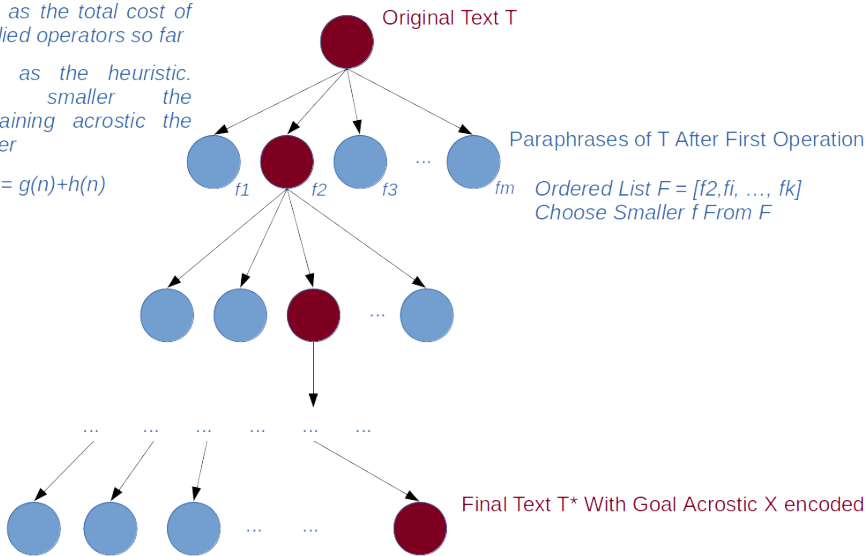 as the total cost of
lied operators so far
as the heuristic.
smaller the
aining acrostic the
er
= g(n)+h(n)
Original Text T
Paraphrases of T After First Operation
f1 f2 f3 ... fm
Ordered List F = [f2,fi, ..., fk]
Choose Smaller f From F
...
... ... ... ... ... ...
... ...
Final Text T* With Goal Acrostic X encoded